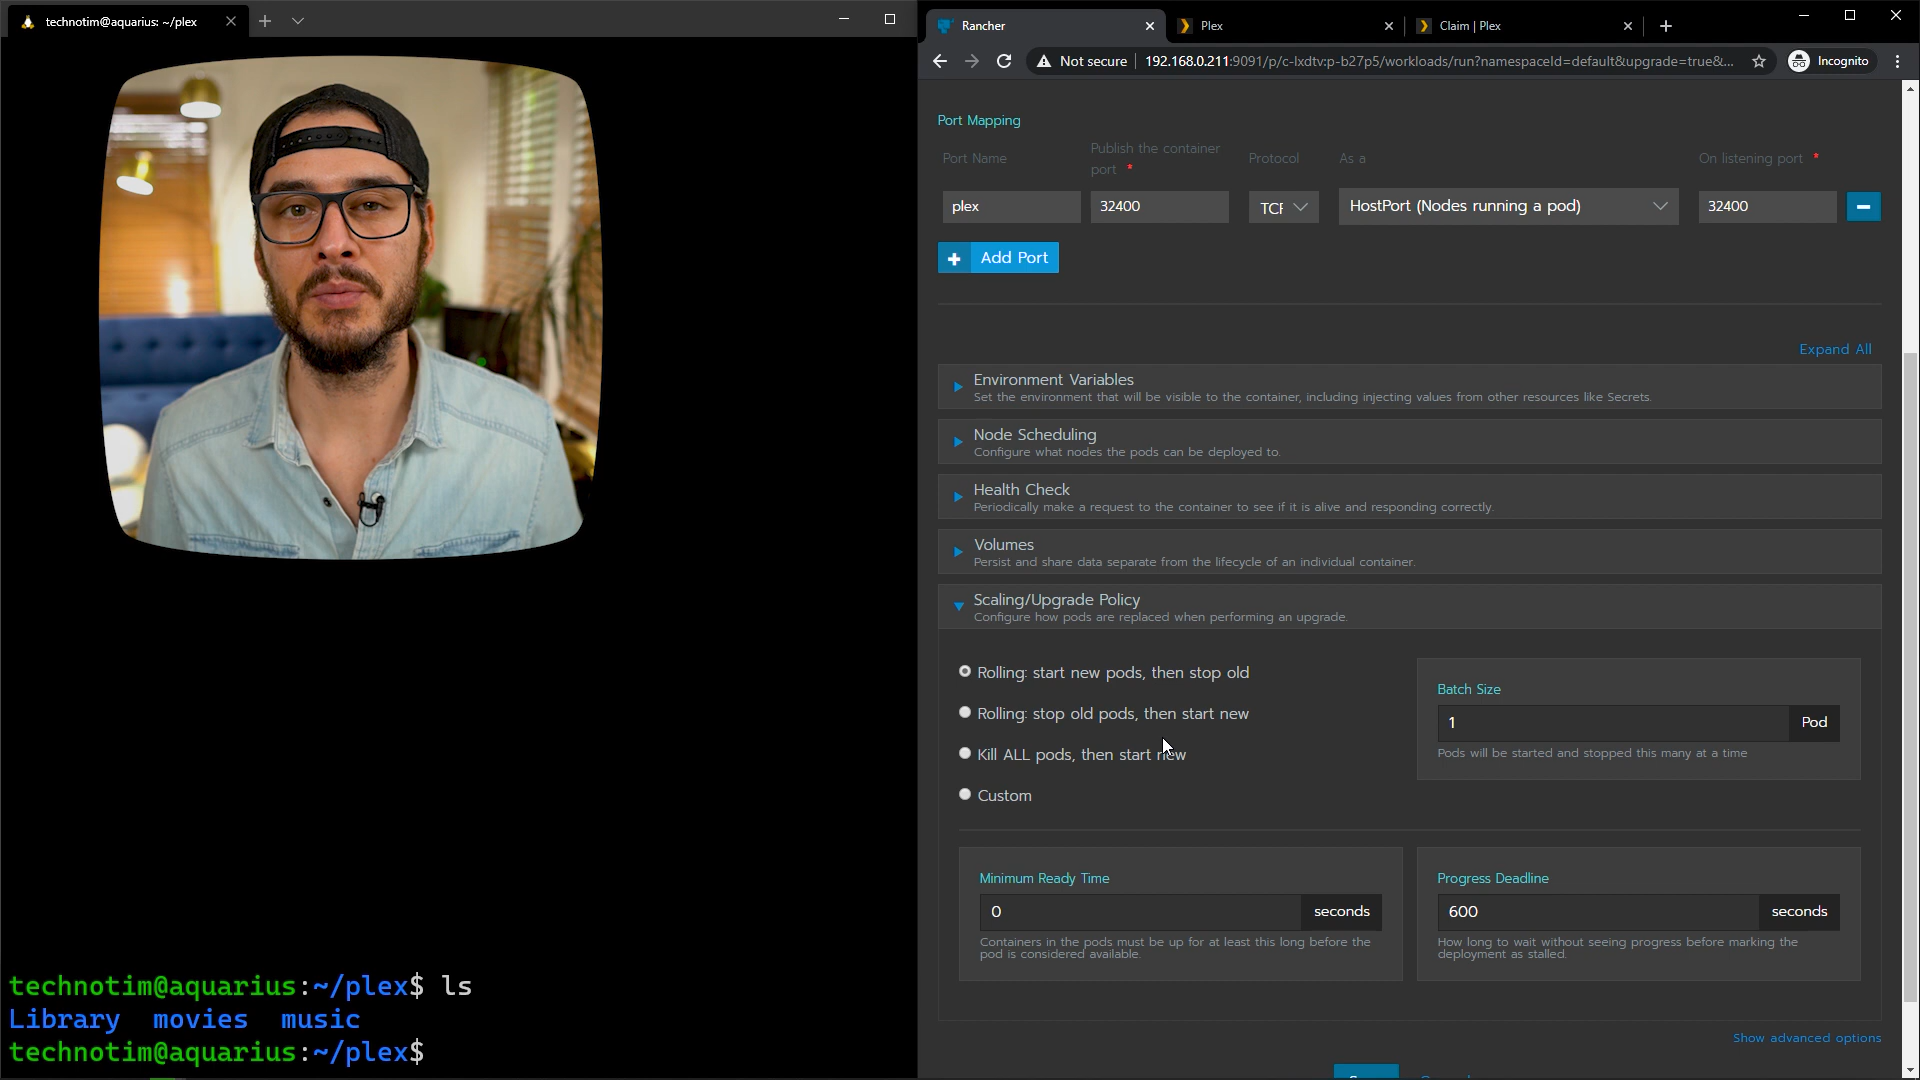 technotim@aquarius: ~/plex
Rancher
Plex
Claim | Plex
Not secure
192.168.0.211:9091/p/c-lxdtv:p-b27p5/workloads/run?namespaceId=default&upgrade=true&...
Incognito
Port Mapping
Port Name
Publish the container port *
Protocol
As a
On listening port *
plex
32400
TCP
HostPort (Nodes running a pod)
32400
Add Port
Expand All
Environment Variables
Set the environment that will be visible to the container, including injecting values from other resources like Secrets.
Node Scheduling
Configure what nodes the pods can be deployed to.
Health Check
Periodically make a request to the container to see if it is alive and responding correctly.
Volumes
Persist and share data separate from the lifecycle of an individual container.
Scaling/Upgrade Policy
Configure how pods are replaced when performing an upgrade.
Rolling: start new pods, then stop old
Rolling: stop old pods, then start new
Kill ALL pods, then start new
Custom
Batch Size
1
Pod
Pods will be started and stopped this many at a time
Minimum Ready Time
0
seconds
Containers in the pods must be up for at least this long before the
pod is considered available.
Progress Deadline
600
seconds
How long to wait without seeing progress before marking the
deployment as stalled.
Show advanced options
technotim@aquarius:~/plex$ ls
Library movies music
technotim@aquarius:~/plex$